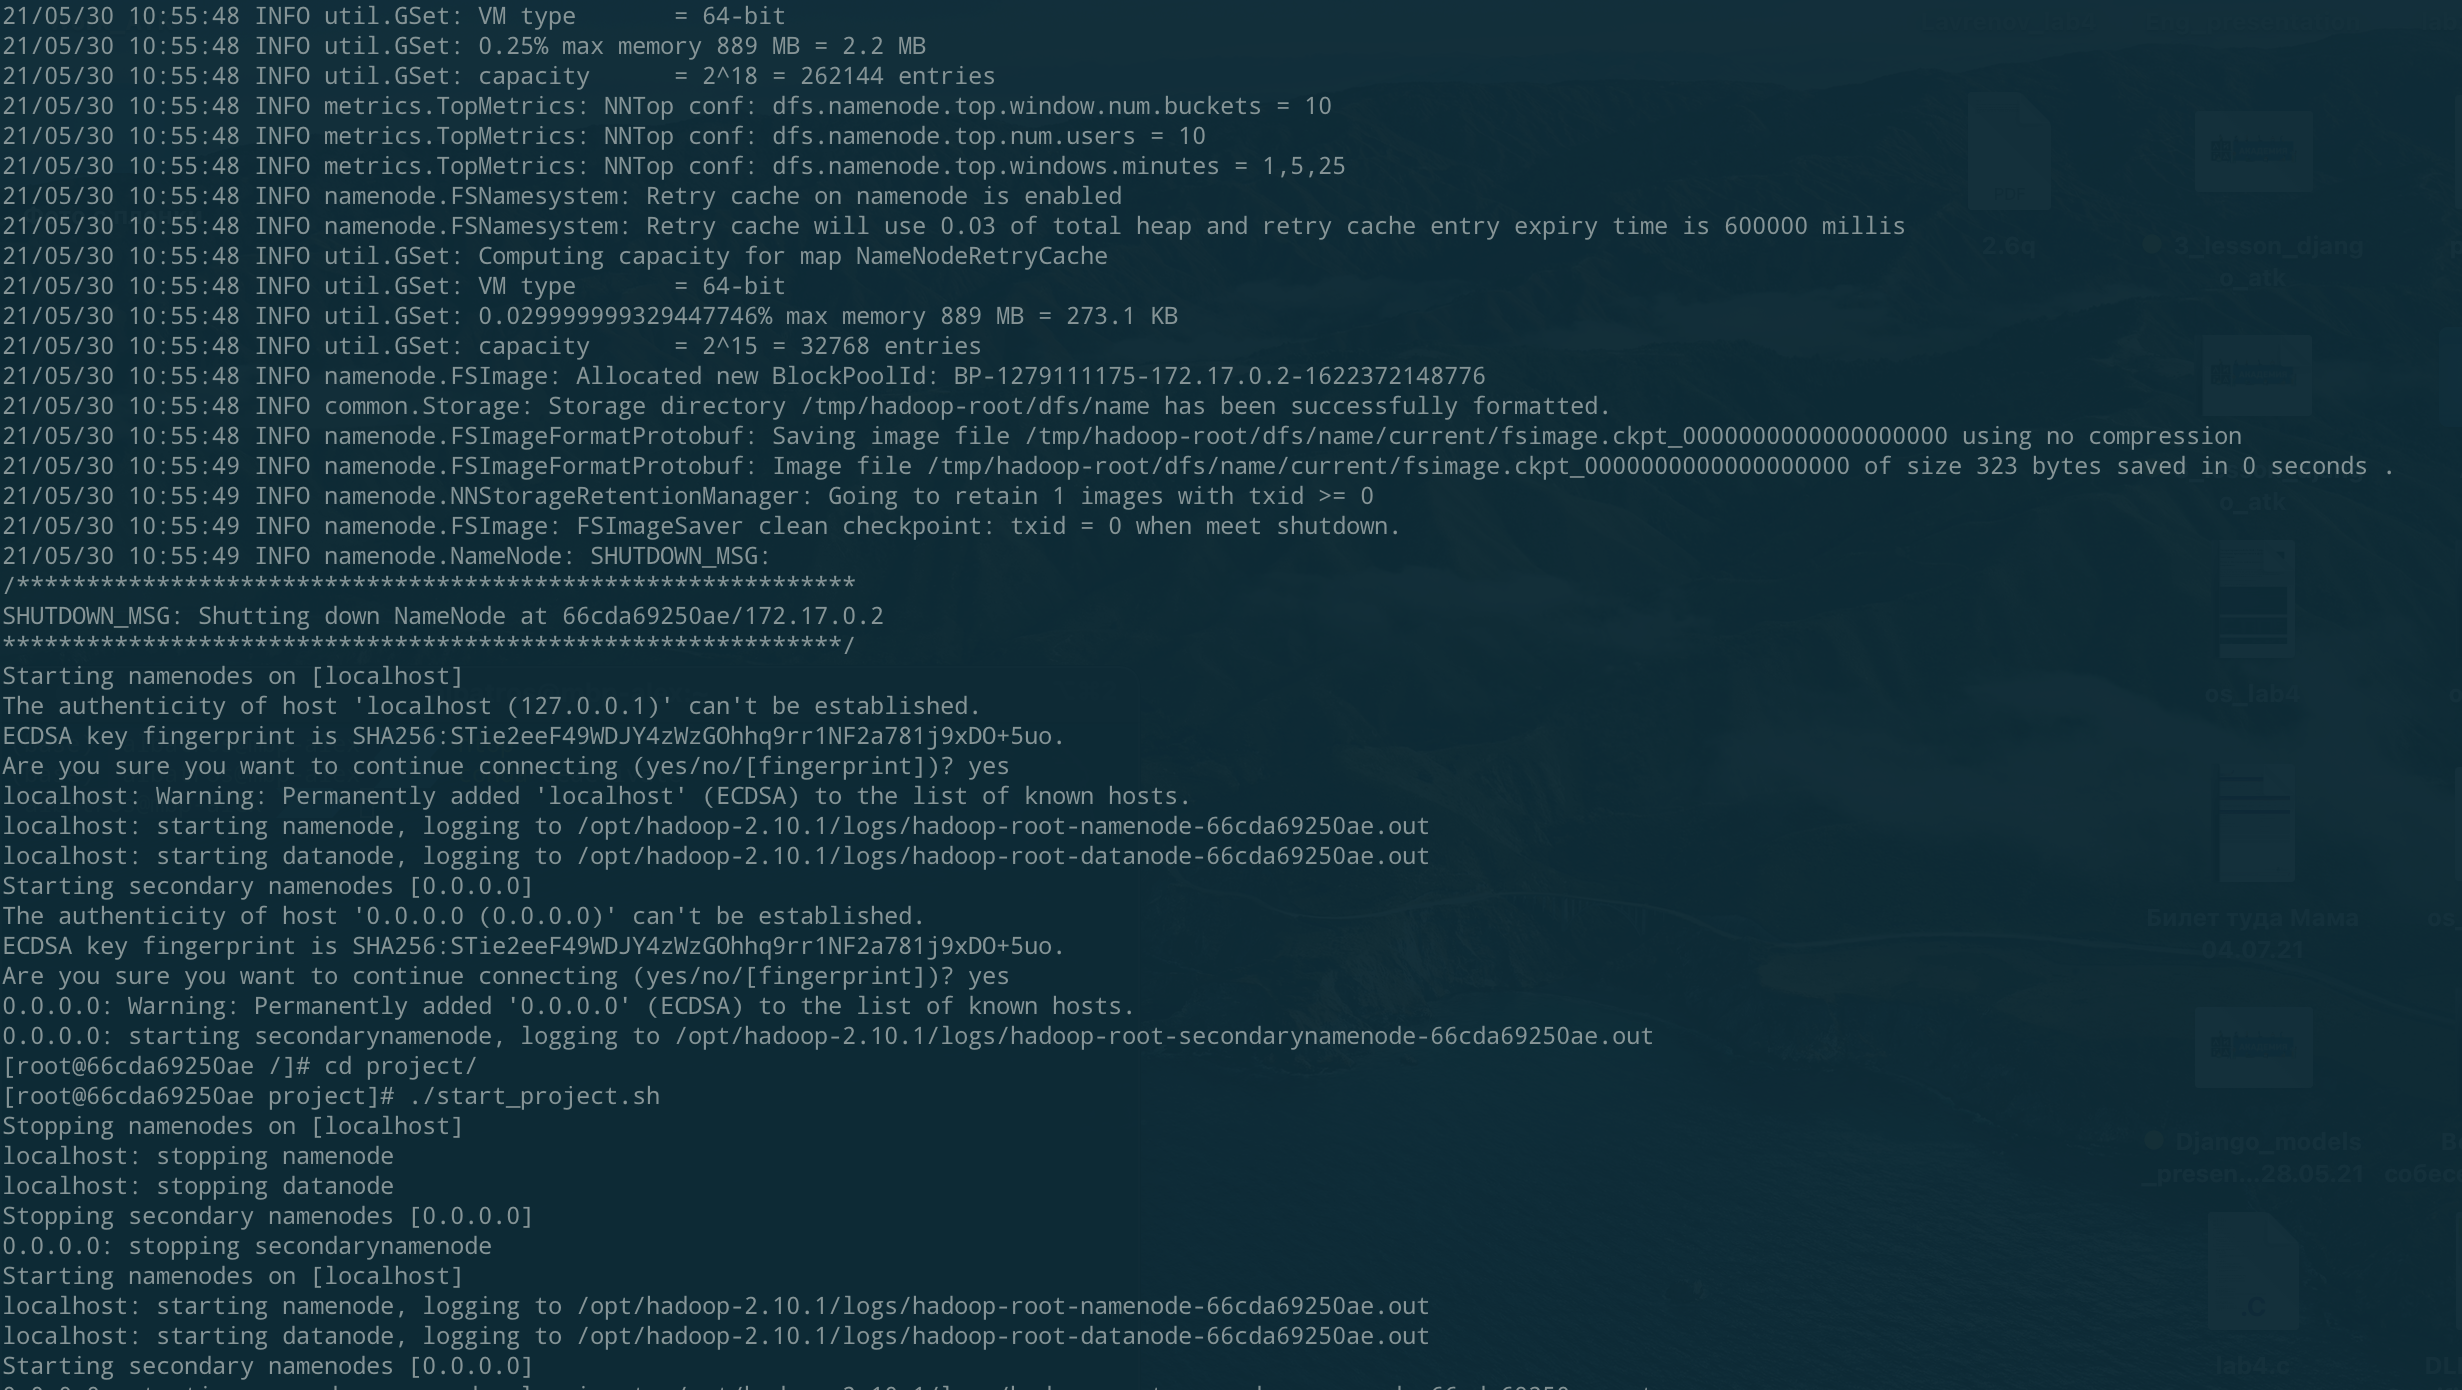 21/05/30 10:55:48 INFO util.GSet: VM type       = 64-bit
21/05/30 10:55:48 INFO util.GSet: 0.25% max memory 889 MB = 2.2 MB
21/05/30 10:55:48 INFO util.GSet: capacity      = 2^18 = 262144 entries
21/05/30 10:55:48 INFO metrics.TopMetrics: NNTop conf: dfs.namenode.top.window.num.buckets = 10
21/05/30 10:55:48 INFO metrics.TopMetrics: NNTop conf: dfs.namenode.top.num.users = 10
21/05/30 10:55:48 INFO metrics.TopMetrics: NNTop conf: dfs.namenode.top.windows.minutes = 1,5,25
21/05/30 10:55:48 INFO namenode.FSNamesystem: Retry cache on namenode is enabled
21/05/30 10:55:48 INFO namenode.FSNamesystem: Retry cache will use 0.03 of total heap and retry cache entry expiry time is 600000 millis
21/05/30 10:55:48 INFO util.GSet: Computing capacity for map NameNodeRetryCache
21/05/30 10:55:48 INFO util.GSet: VM type       = 64-bit
21/05/30 10:55:48 INFO util.GSet: 0.029999999329447746% max memory 889 MB = 273.1 KB
21/05/30 10:55:48 INFO util.GSet: capacity      = 2^15 = 32768 entries
21/05/30 10:55:48 INFO namenode.FSImage: Allocated new BlockPoolId: BP-1279111175-172.17.0.2-1622372148776
21/05/30 10:55:48 INFO common.Storage: Storage directory /tmp/hadoop-root/dfs/name has been successfully formatted.
21/05/30 10:55:48 INFO namenode.FSImageFormatProtobuf: Saving image file /tmp/hadoop-root/dfs/name/current/fsimage.ckpt_0000000000000000000 using no compression
21/05/30 10:55:49 INFO namenode.FSImageFormatProtobuf: Image file /tmp/hadoop-root/dfs/name/current/fsimage.ckpt_0000000000000000000 of size 323 bytes saved in 0 seconds .
21/05/30 10:55:49 INFO namenode.NNStorageRetentionManager: Going to retain 1 images with txid >= 0
21/05/30 10:55:49 INFO namenode.FSImage: FSImageSaver clean checkpoint: txid = 0 when meet shutdown.
21/05/30 10:55:49 INFO namenode.NameNode: SHUTDOWN_MSG:
/************************************************************
SHUTDOWN_MSG: Shutting down NameNode at 66cda69250ae/172.17.0.2
************************************************************/
Starting namenodes on [localhost]
The authenticity of host 'localhost (127.0.0.1)' can't be established.
ECDSA key fingerprint is SHA256:STie2eeF49WDJY4zWzGOhhq9rr1NF2a781j9xDO+5uo.
Are you sure you want to continue connecting (yes/no/[fingerprint])? yes
localhost: Warning: Permanently added 'localhost' (ECDSA) to the list of known hosts.
localhost: starting namenode, logging to /opt/hadoop-2.10.1/logs/hadoop-root-namenode-66cda69250ae.out
localhost: starting datanode, logging to /opt/hadoop-2.10.1/logs/hadoop-root-datanode-66cda69250ae.out
Starting secondary namenodes [0.0.0.0]
The authenticity of host '0.0.0.0 (0.0.0.0)' can't be established.
ECDSA key fingerprint is SHA256:STie2eeF49WDJY4zWzGOhhq9rr1NF2a781j9xDO+5uo.
Are you sure you want to continue connecting (yes/no/[fingerprint])? yes
0.0.0.0: Warning: Permanently added '0.0.0.0' (ECDSA) to the list of known hosts.
0.0.0.0: starting secondarynamenode, logging to /opt/hadoop-2.10.1/logs/hadoop-root-secondarynamenode-66cda69250ae.out
[root@66cda69250ae /]# cd project/
[root@66cda69250ae project]# ./start_project.sh
Stopping namenodes on [localhost]
localhost: stopping namenode
localhost: stopping datanode
Stopping secondary namenodes [0.0.0.0]
0.0.0.0: stopping secondarynamenode
Starting namenodes on [localhost]
localhost: starting namenode, logging to /opt/hadoop-2.10.1/logs/hadoop-root-namenode-66cda69250ae.out
localhost: starting datanode, logging to /opt/hadoop-2.10.1/logs/hadoop-root-datanode-66cda69250ae.out
Starting secondary namenodes [0.0.0.0]
PDF
2.6q
3_lesson_djang
o_atk
o_atk
os_lab4
Билет туда Мама
04.07.21
Django_models
_presen...28.05.21
.C
lab4.c